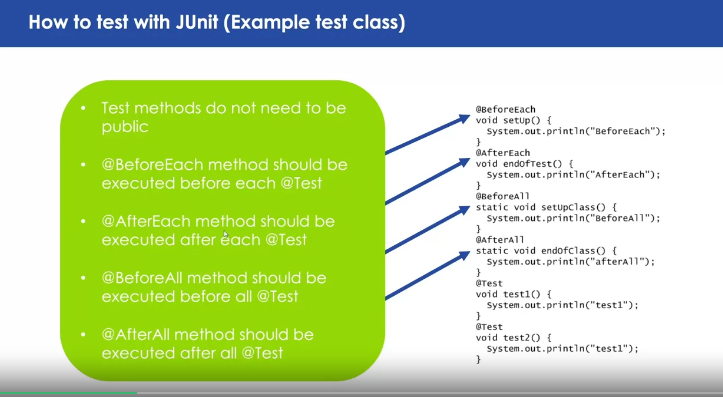 How to test with JUnit (Example test class)
• Test methods do not need to be
public
• @BeforeEach method should be
executed before each @Test
• @AfterEach method should be
executed after each @Test
• @BeforeAll method should be
executed before all @Test
• @AfterAll method should be
executed after all @Test
@BeforeEach
void setUp() {
  System.out.println("BeforeEach");
}
@AfterEach
void endOfTest() {
  System.out.println("AfterEach");
}
@BeforeAll
static void setUpClass() {
  System.out.println("BeforeAll");
}
@AfterAll
static void endOfClass() {
  System.out.println("afterAll");
}
@Test
void test1() {
  System.out.println("test1");
}
@Test
void test2() {
  System.out.println("test1");
}